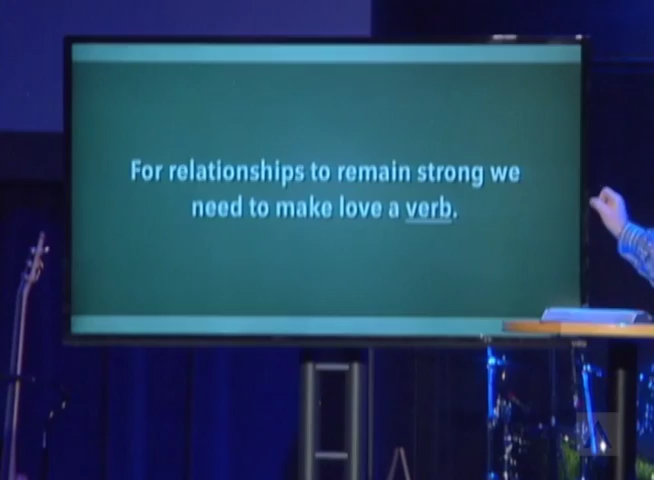 For relationships to remain strong we
need to make love a verb.